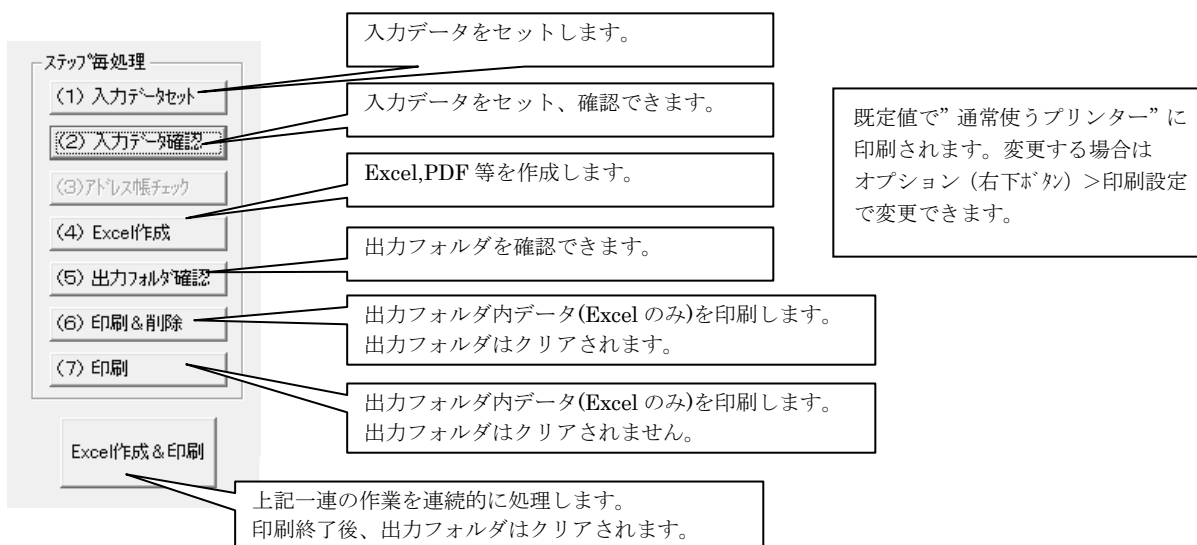 ステップ毎処理
(1) 入力データセット
(2) 入力データ確認
(3)アドレス帳チェック
(4) Excel作成
(5) 出力フォルダ確認
(6) 印刷＆削除
(7) 印刷
Excel作成＆印刷
入力データをセットします。
入力データをセット、確認できます。
Excel,PDF 等を作成します。
出力フォルダを確認できます。
出力フォルダ内データ(Excel のみ)を印刷します。
出力フォルダはクリアされます。
出力フォルダ内データ(Excel のみ)を印刷します。
出力フォルダはクリアされません。
上記一連の作業を連続的に処理します。
印刷終了後、出力フォルダはクリアされます。
既定値で” 通常使うプリンター” に
印刷されます。変更する場合は
オプション（右下ﾎﾞﾀﾝ）＞印刷設定
で変更できます。